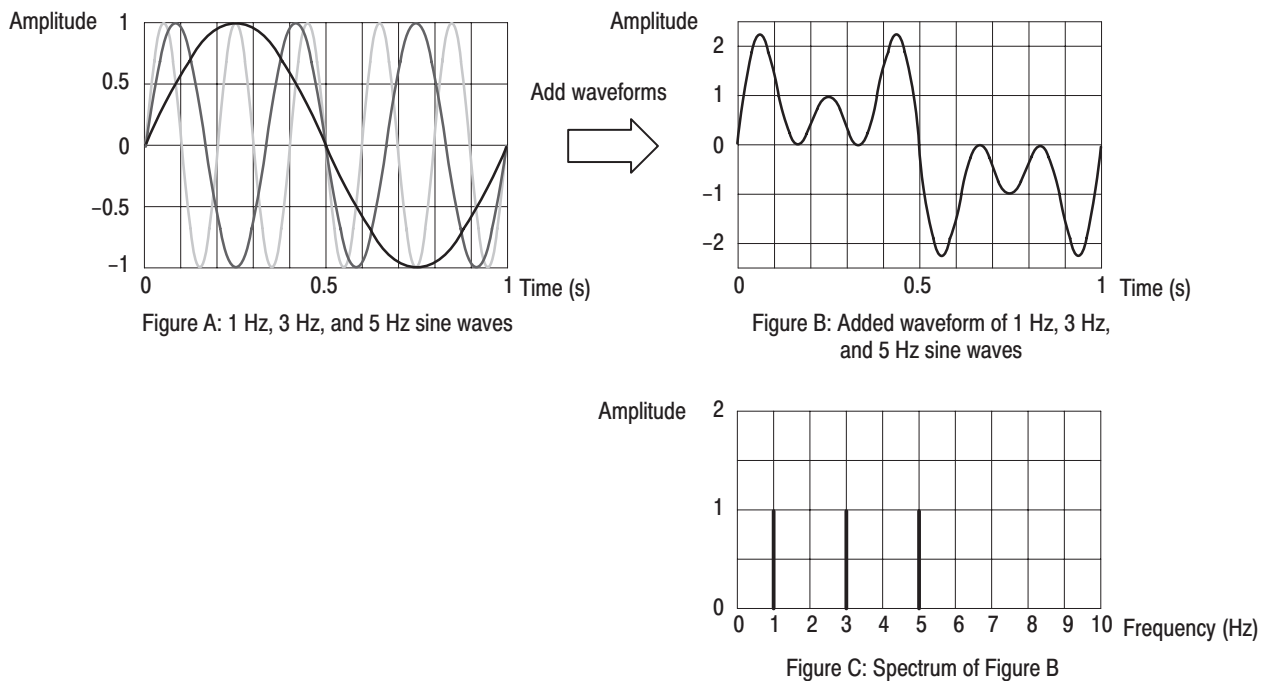 Amplitude
1
0.5
0
−0.5
−1
0
0.5
1
Time (s)
Figure A: 1 Hz, 3 Hz, and 5 Hz sine waves
Add waveforms
Amplitude
2
1
0
−1
−2
0
0.5
1
Time (s)
Figure B: Added waveform of 1 Hz, 3 Hz,
and 5 Hz sine waves
Amplitude
2
1
0
0 1 2 3 4 5 6 7 8 9 10 Frequency (Hz)
Figure C: Spectrum of Figure B